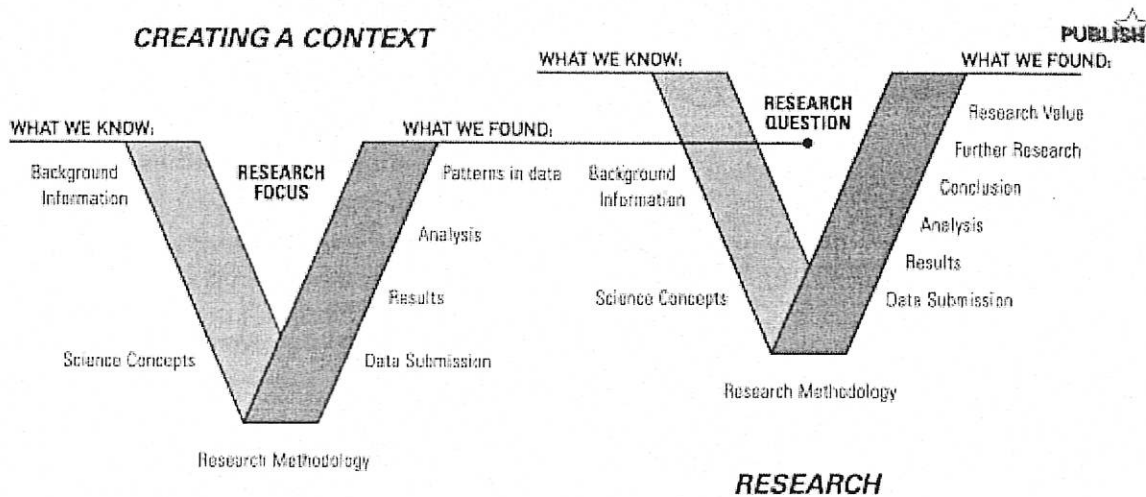 CREATING A CONTEXT
WHAT WE KNOW:
Background
Information
Science Concepts
RESEARCH
FOCUS
WHAT WE FOUND:
Patterns in data
Analysis
Results
Data Submission
Research Methodology
PUBLISH
WHAT WE KNOW:
Background
Information
Science Concepts
RESEARCH
QUESTION
WHAT WE FOUND:
Research Value
Further Research
Conclusion
Analysis
Results
Data Submission
Research Methodology
RESEARCH